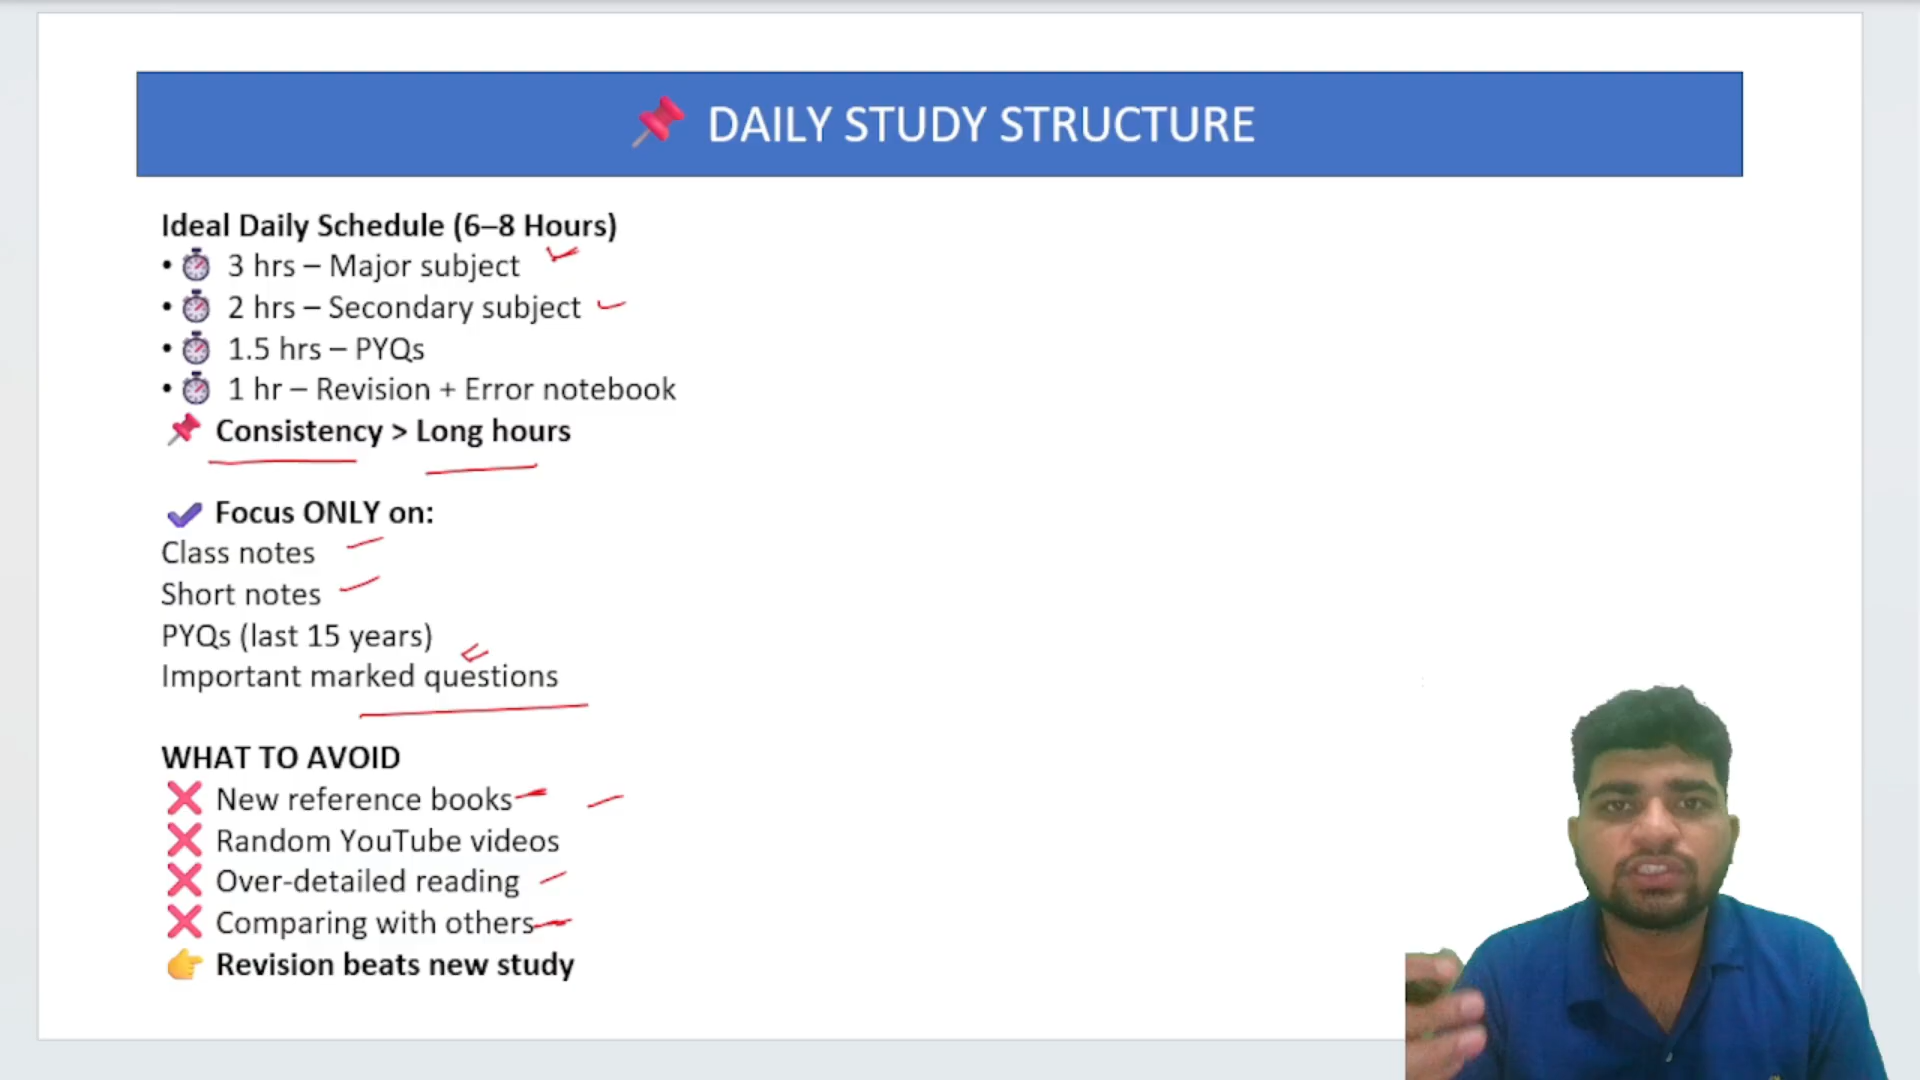 📌 DAILY STUDY STRUCTURE
Ideal Daily Schedule (6–8 Hours)
• ⏱ 3 hrs – Major subject
• ⏱ 2 hrs – Secondary subject
• ⏱ 1.5 hrs – PYQs
• ⏱ 1 hr – Revision + Error notebook
📌 Consistency > Long hours
✔ Focus ONLY on:
Class notes
Short notes
PYQs (last 15 years)
Important marked questions
WHAT TO AVOID
❌ New reference books
❌ Random YouTube videos
❌ Over-detailed reading
❌ Comparing with others
👉 Revision beats new study